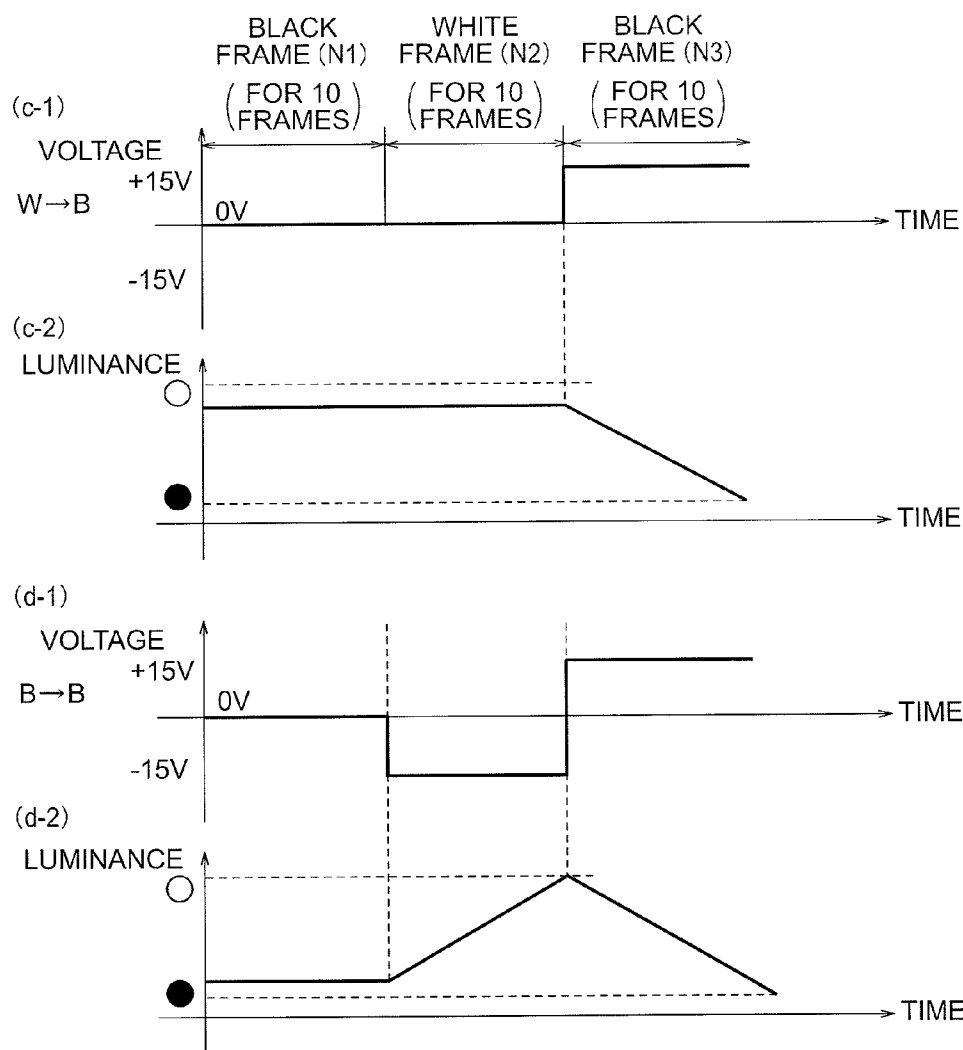 BLACK WHITE BLACK
FRAME (N1) FRAME (N2) FRAME (N3)
(FOR 10 FRAMES) (FOR 10 FRAMES) (FOR 10 FRAMES)
(c-1)
VOLTAGE
+15V
W→B
0V
TIME
-15V
(c-2)
LUMINANCE
TIME
(d-1)
VOLTAGE
+15V
B→B
0V
TIME
-15V
(d-2)
LUMINANCE
TIME